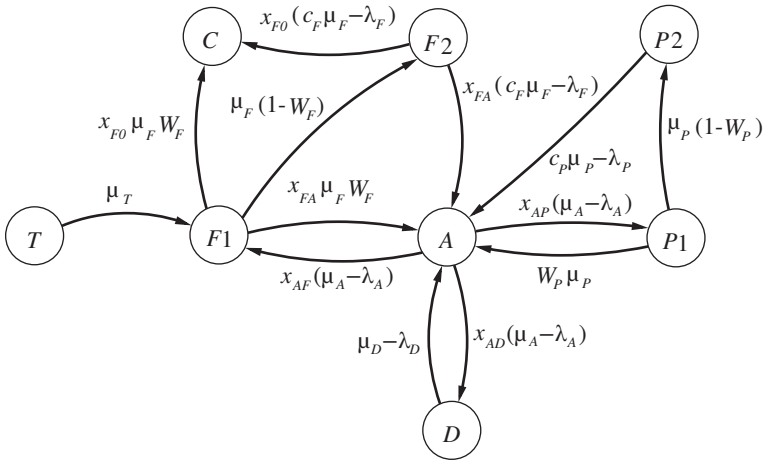 x_{F0}(c_F μ_F−λ_F)
C
F2
P2
x_{FA}(c_F μ_F−λ_F)
μ_F(1-W_F)
x_{F0} μ_F W_F
μ_P(1-W_P)
c_P μ_P−λ_P
μ_T
x_{FA} μ_F W_F
x_{AP}(μ_A−λ_A)
T
F1
A
P1
x_{AF}(μ_A−λ_A)
W_P μ_P
μ_D−λ_D
x_{AD}(μ_A−λ_A)
D